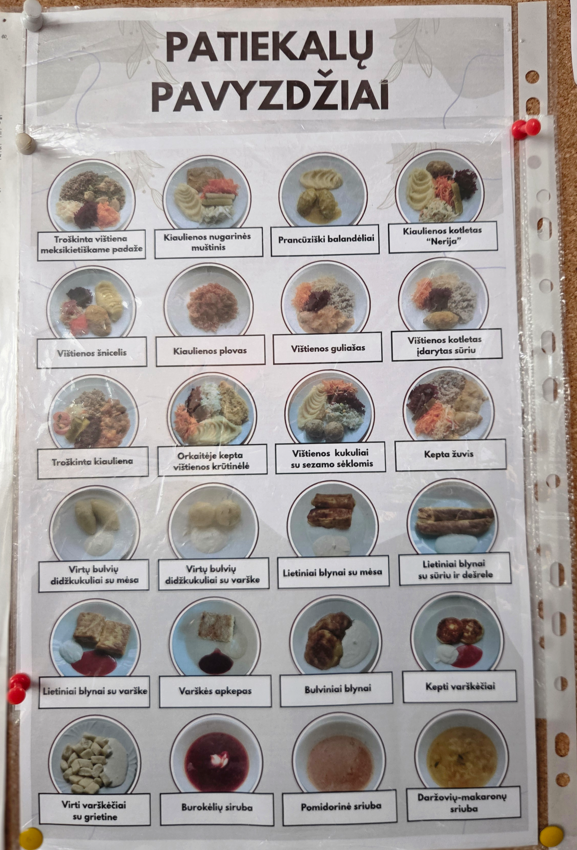 PATIEKALŲ
PAVYZDŽIAI
Troškinta vištiena
meksikietiškame padaže
Kiaulienos nugarinės
muštinis
Prancūziški balandėliai
Kiaulienos kotletas
"Nerija"
Vištienos šnicelis
Kiaulienos plovas
Vištienos guliašas
Vištienos kotletas
įdarytas sūriu
Troškinta kiauliena
Orkaitėje kepta
vištienos krūtinėlė
Vištienos kukuliai
su sezamo sėklomis
Kepta žuvis
Virtų bulvių
didžkukuliai su mėsa
Virtų bulvių
didžkukuliai su varške
Lietiniai blynai su mėsa
Lietiniai blynai
su sūriu ir dešrele
Lietiniai blynai su varške
Varškės apkepas
Bulviniai blynai
Kepti varškėčiai
Virti varškėčiai
su grietine
Burokėlių siruba
Pomidorinė sriuba
Daržovių-makaronų
sriuba